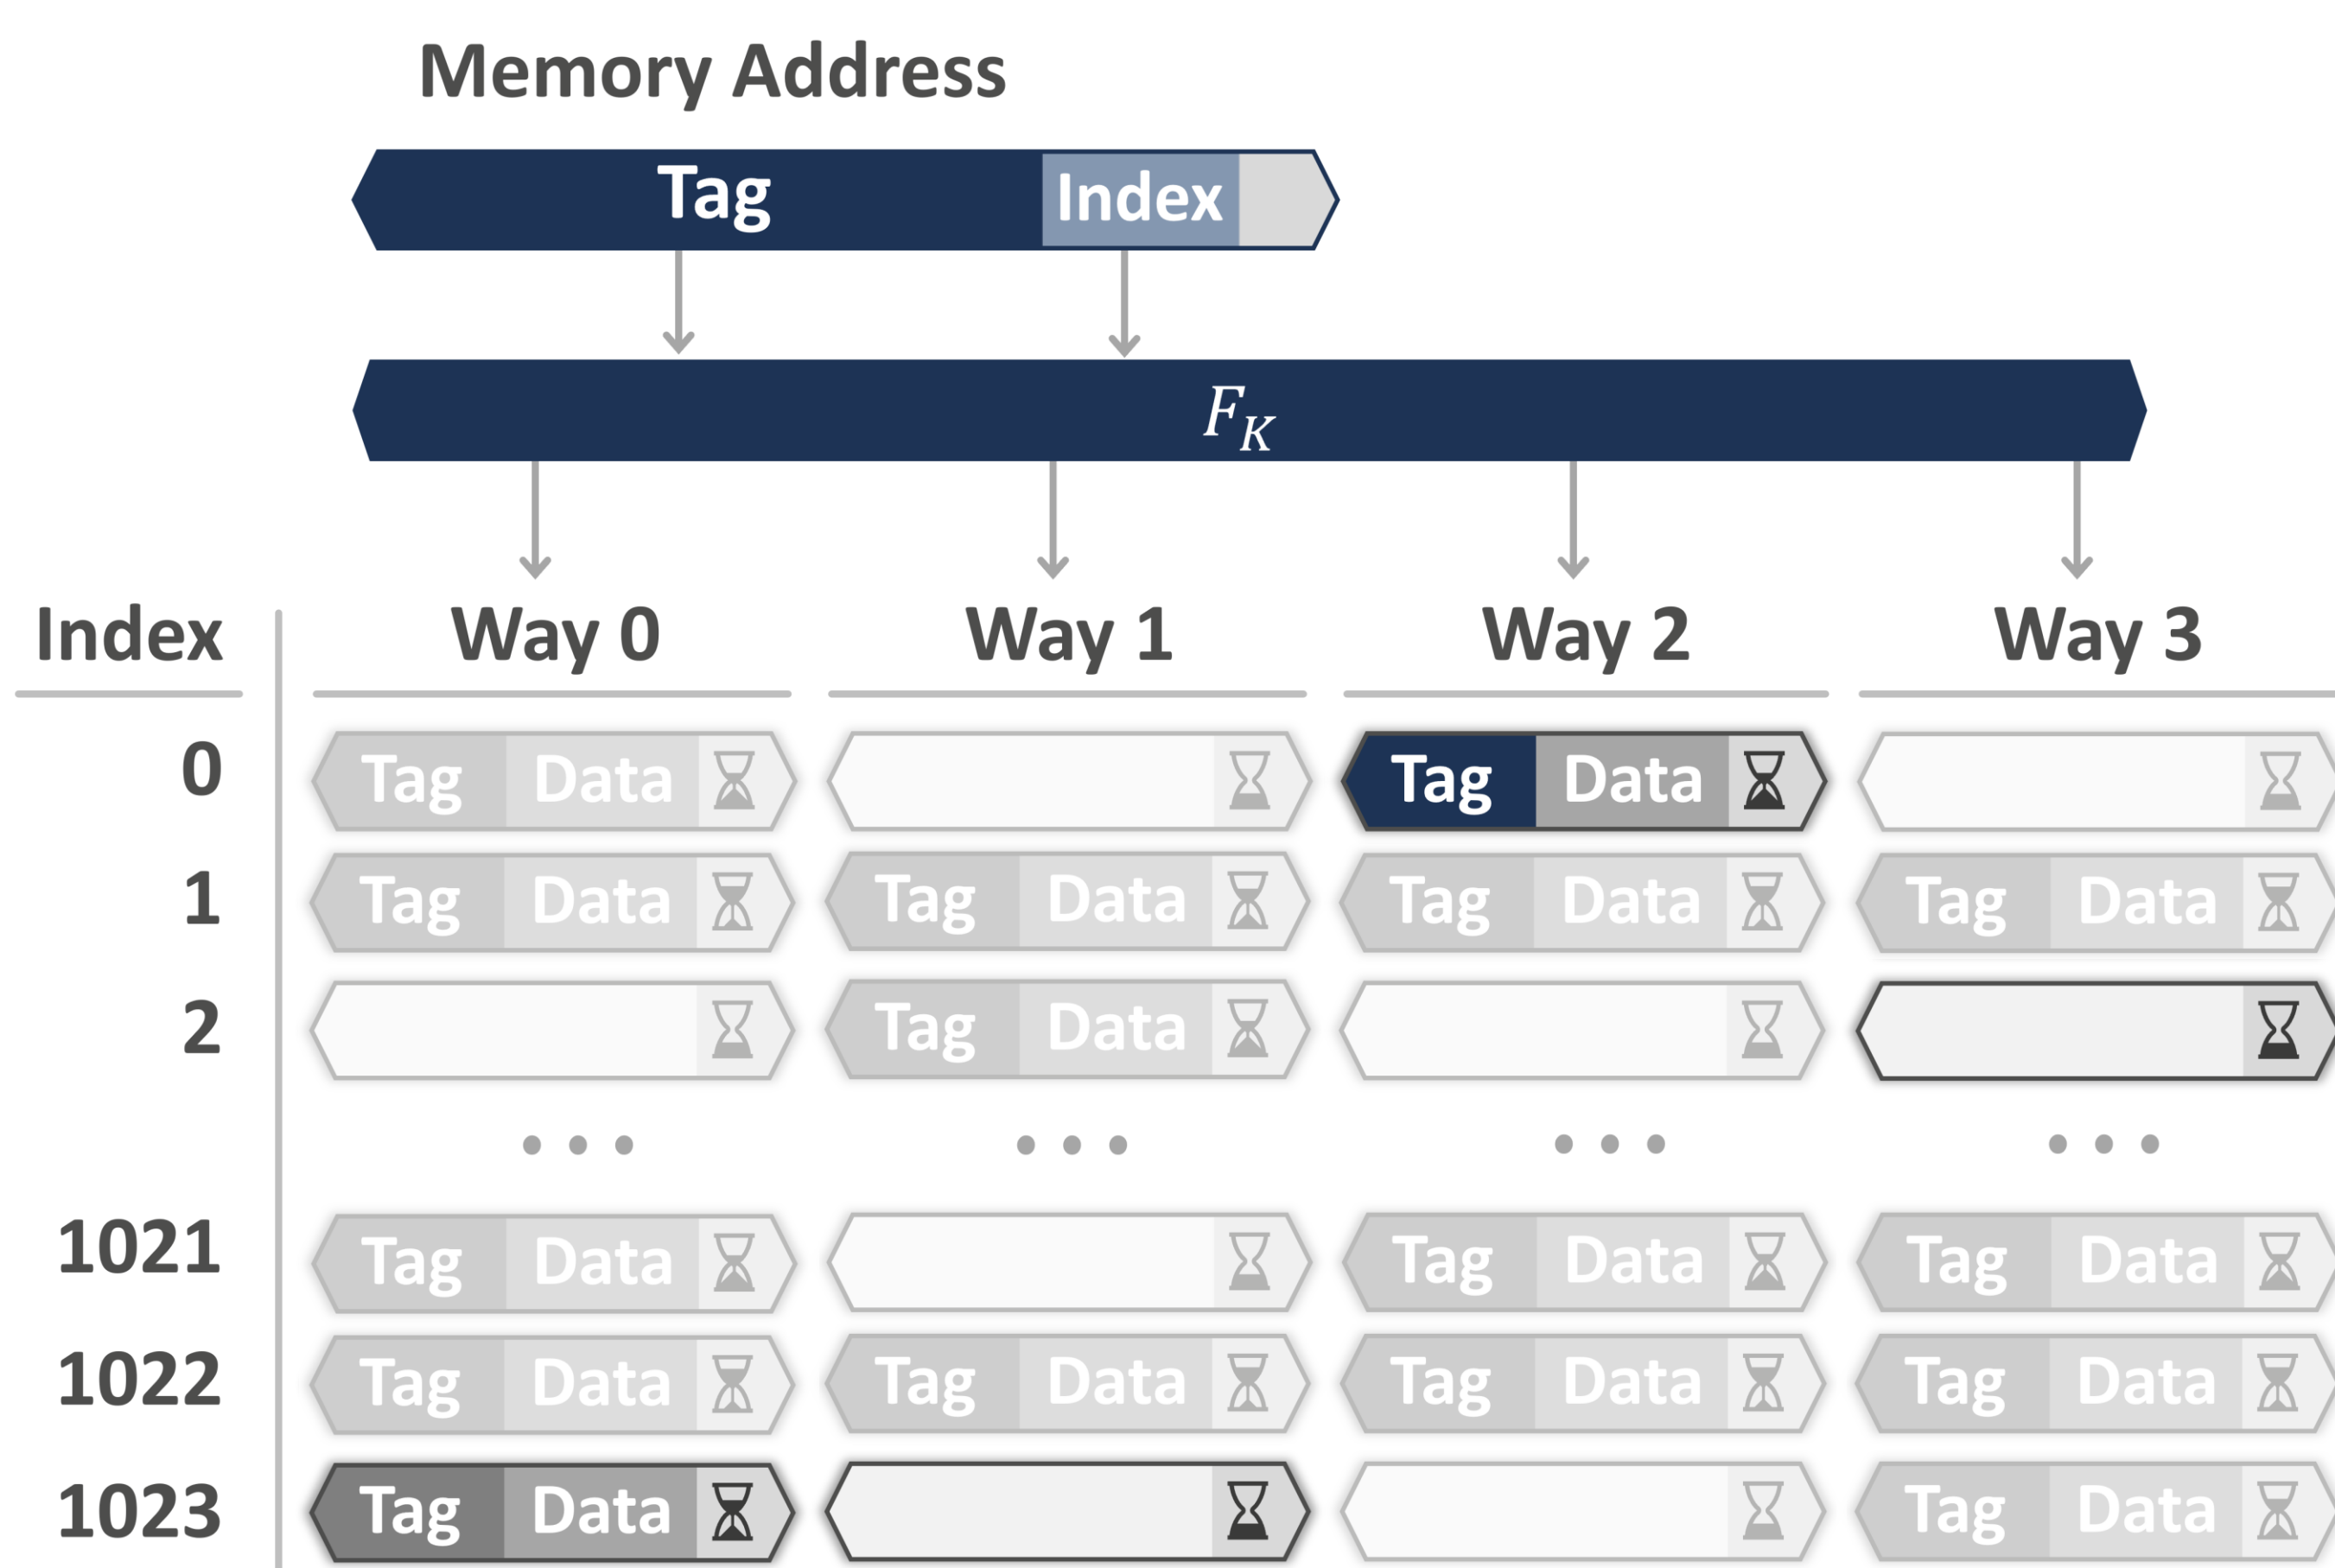 Memory Address
Tag Index
F_K
Index Way 0 Way 1 Way 2 Way 3
0 Tag Data Tag Data
1 Tag Data Tag Data Tag Data Tag Data
2 Tag Data
...
1021 Tag Data Tag Data Tag Data
1022 Tag Data Tag Data Tag Data Tag Data
1023 Tag Data Tag Data